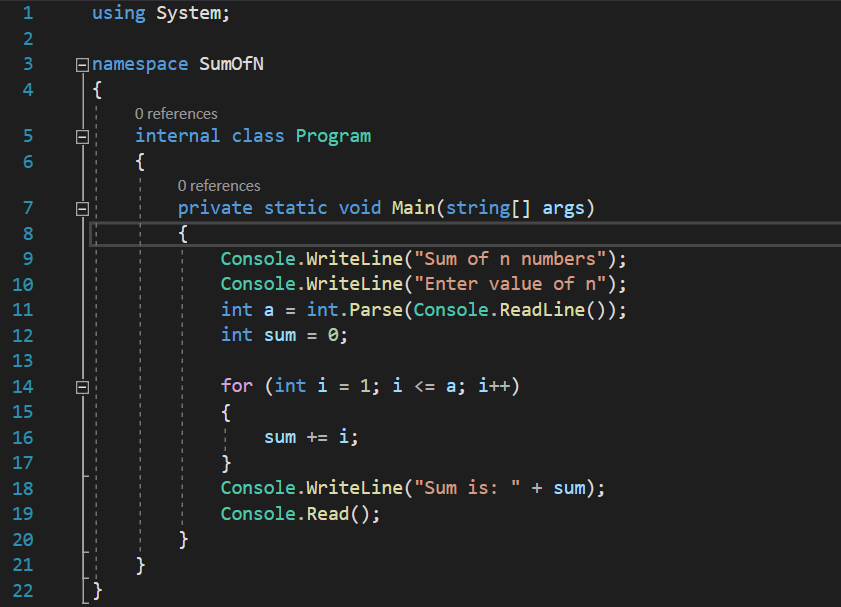 1 using System;
2
3 namespace SumOfN
4 {
0 references
5 internal class Program
6 {
0 references
7 private static void Main(string[] args)
8 {
9 Console.WriteLine("Sum of n numbers");
10 Console.WriteLine("Enter value of n");
11 int a = int.Parse(Console.ReadLine());
12 int sum = 0;
13
14 for (int i = 1; i <= a; i++)
15 {
16 sum += i;
17 }
18 Console.WriteLine("Sum is: " + sum);
19 Console.Read();
20 }
21 }
22 }